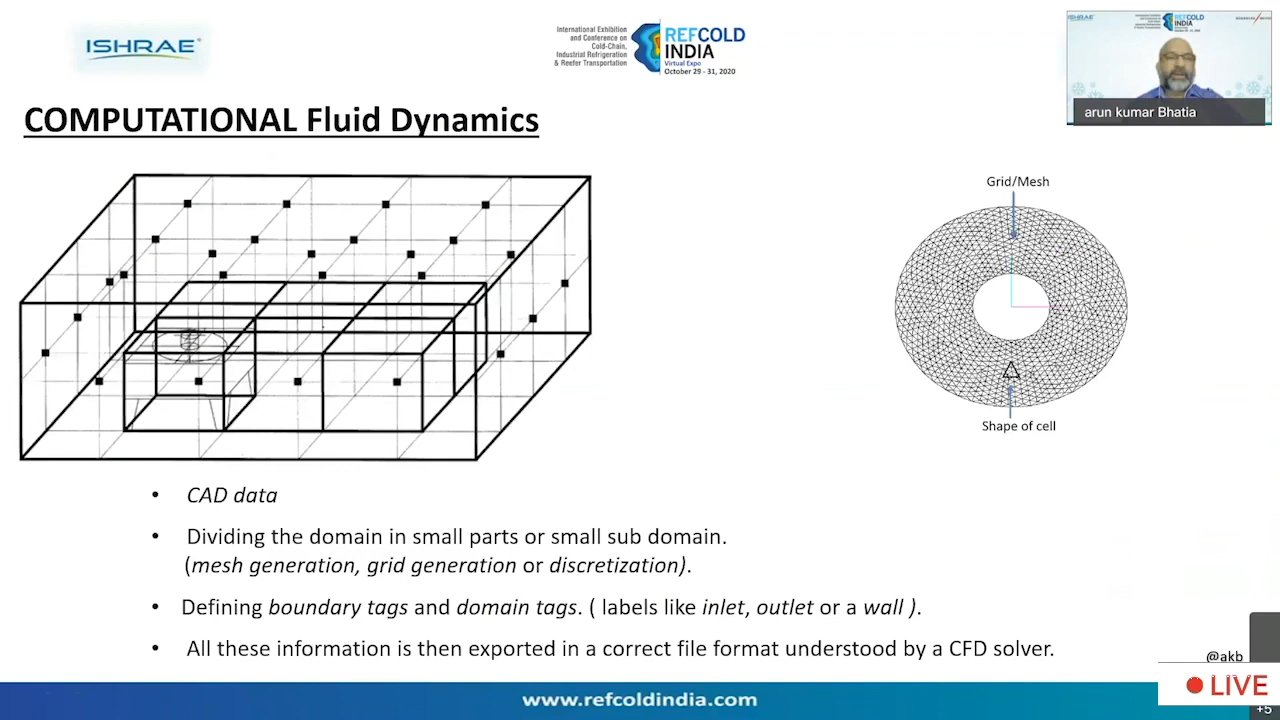 ISHRAE
International Exhibition
and Conference on
Cold-Chain,
Industrial Refrigeration
& Reefer Transportation
REFCOLD
INDIA
Virtual Expo
October 29 - 31, 2020
ISHRAE
REFCOLD
INDIA
arun kumar Bhatia
COMPUTATIONAL Fluid Dynamics
Grid/Mesh
Shape of cell
• CAD data
• Dividing the domain in small parts or small sub domain.
(mesh generation, grid generation or discretization).
• Defining boundary tags and domain tags. ( labels like inlet, outlet or a wall ).
• All these information is then exported in a correct file format understood by a CFD solver.
@akb
LIVE
www.refcoldindia.com
+5